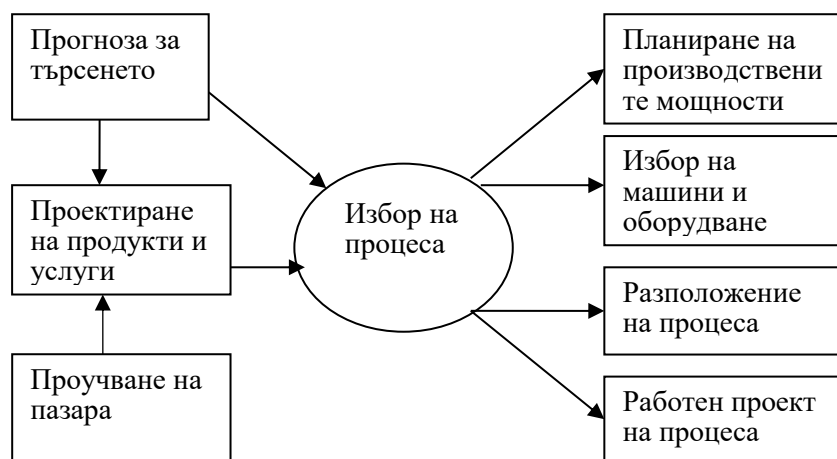 Прогноза за
търсенето
Проектиране
на продукти и
услуги
Проучване на
пазара
Избор на
процеса
Планиране на
производствени
те мощности
Избор на
машини и
оборудване
Разположение
на процеса
Работен проект
на процеса